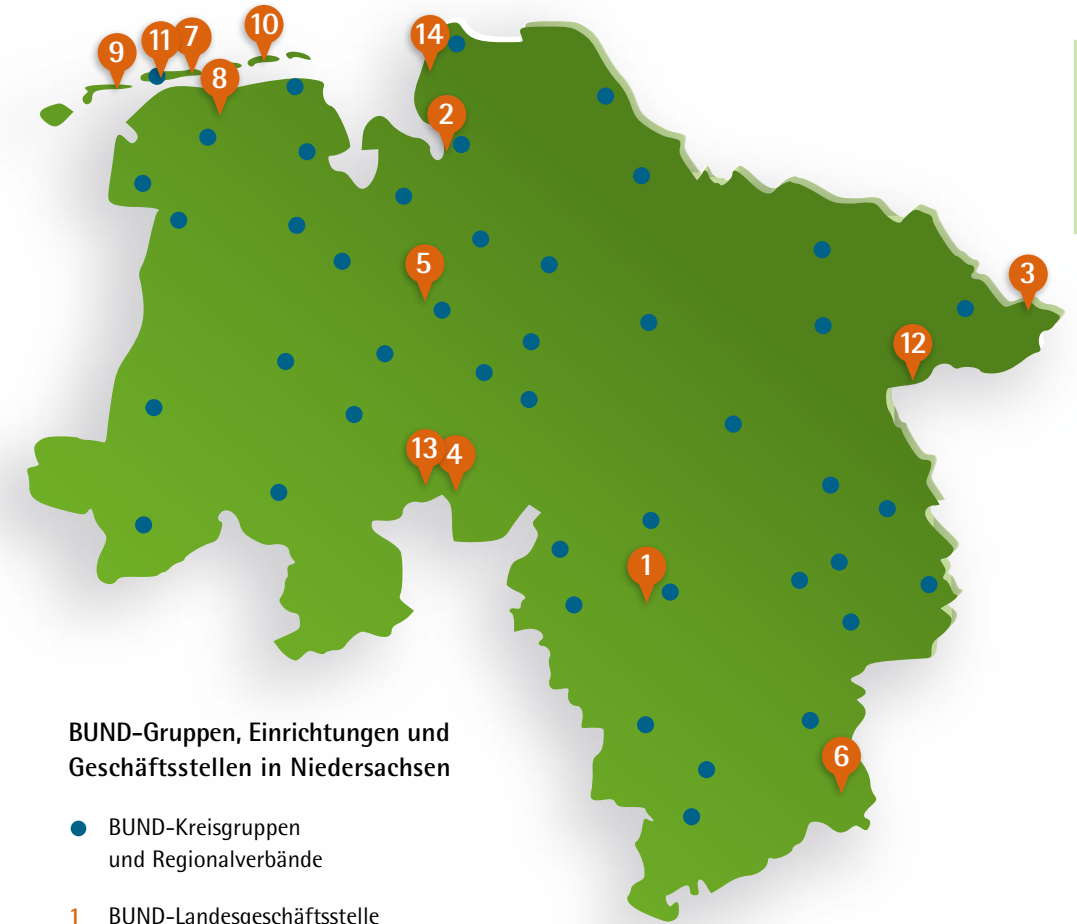 10
14
11 7
9
8
2
5
3
12
13 4
1
6
BUND-Gruppen, Einrichtungen und
Geschäftsstellen in Niedersachsen
BUND-Kreisgruppen
und Regionalverbände
1 BUND-Landesgeschäftsstelle